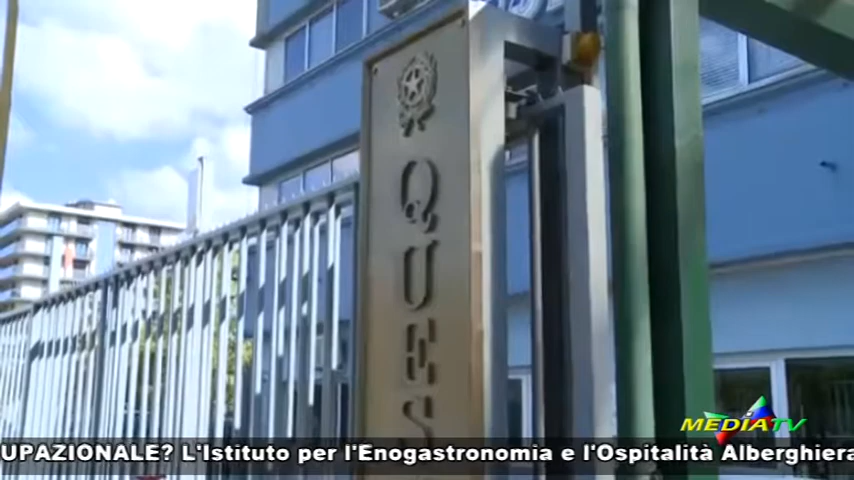 QUES
MEDIATV
UPAZIONALE? L'Istituto per l'Enogastronomia e l'Ospitalità Alberghiera